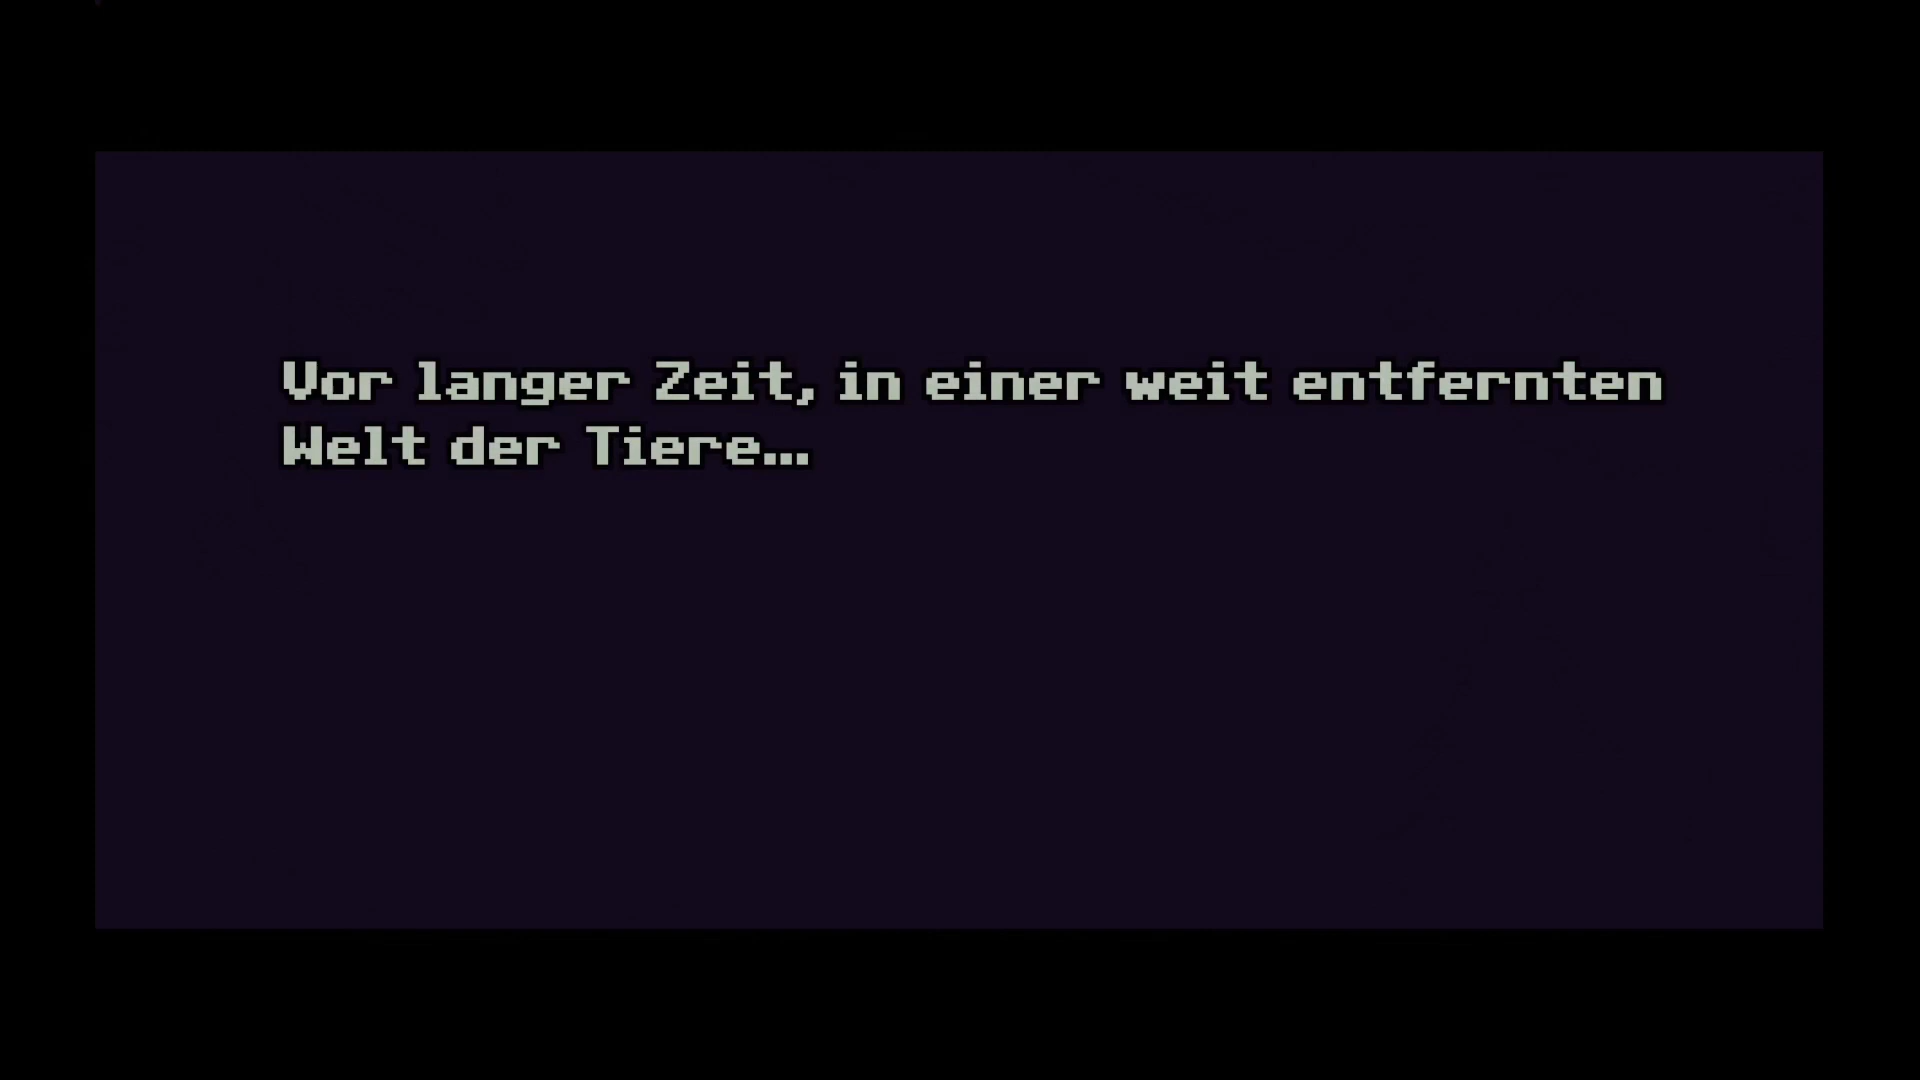 Vor langer Zeit, in einer weit entfernten
Welt der Tiere…